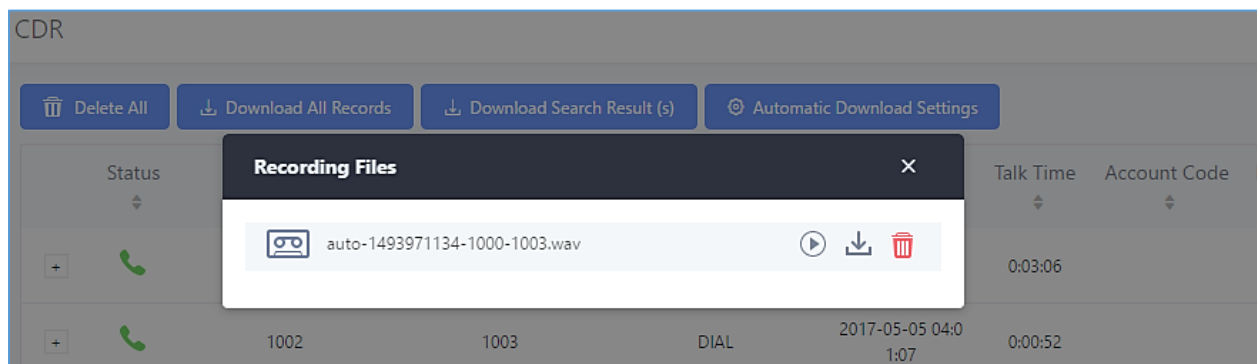 CDR
Delete All
Download All Records
Download Search Result (s)
Automatic Download Settings
Recording Files
Status
Talk Time
Account Code
auto-1493971134-1000-1003.wav
+
0:03:06
+
1002
1003
DIAL
2017-05-05 04:0
1:07
0:00:52